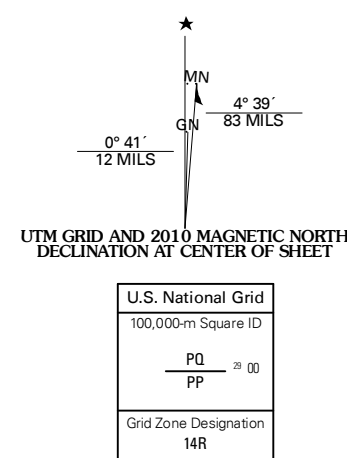 ★
MN
GN
4° 39´
83 MILS
0° 41´
12 MILS
UTM GRID AND 2010 MAGNETIC NORTH
DECLINATION AT CENTER OF SHEET
U.S. National Grid
100,000-m Square ID
PQ
29 00
PP
Grid Zone Designation
14R